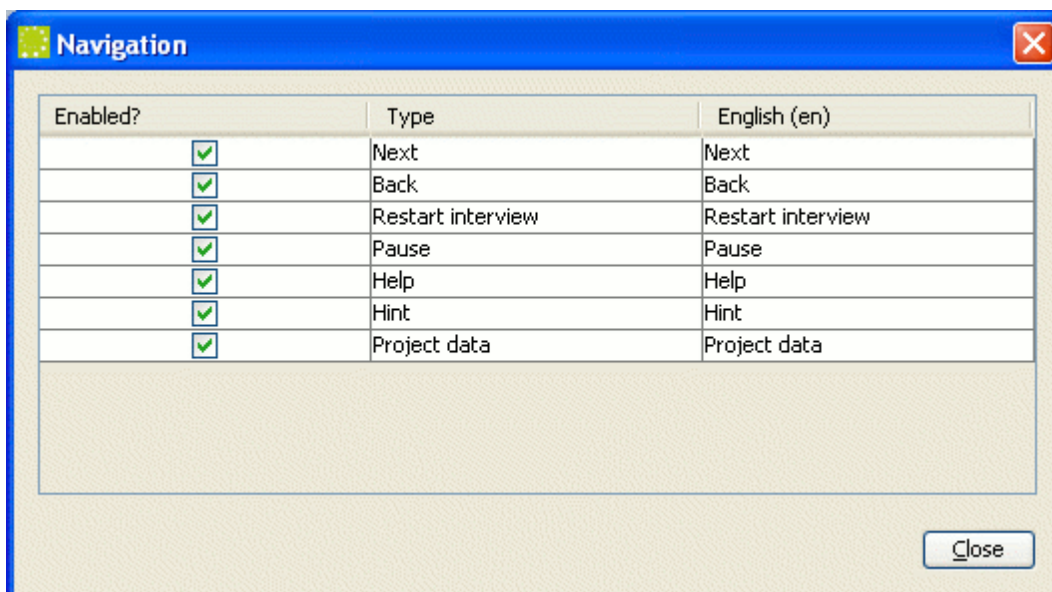 Navigation
Enabled? Type English (en)
Next Next
Back Back
Restart interview Restart interview
Pause Pause
Help Help
Hint Hint
Project data Project data
Close